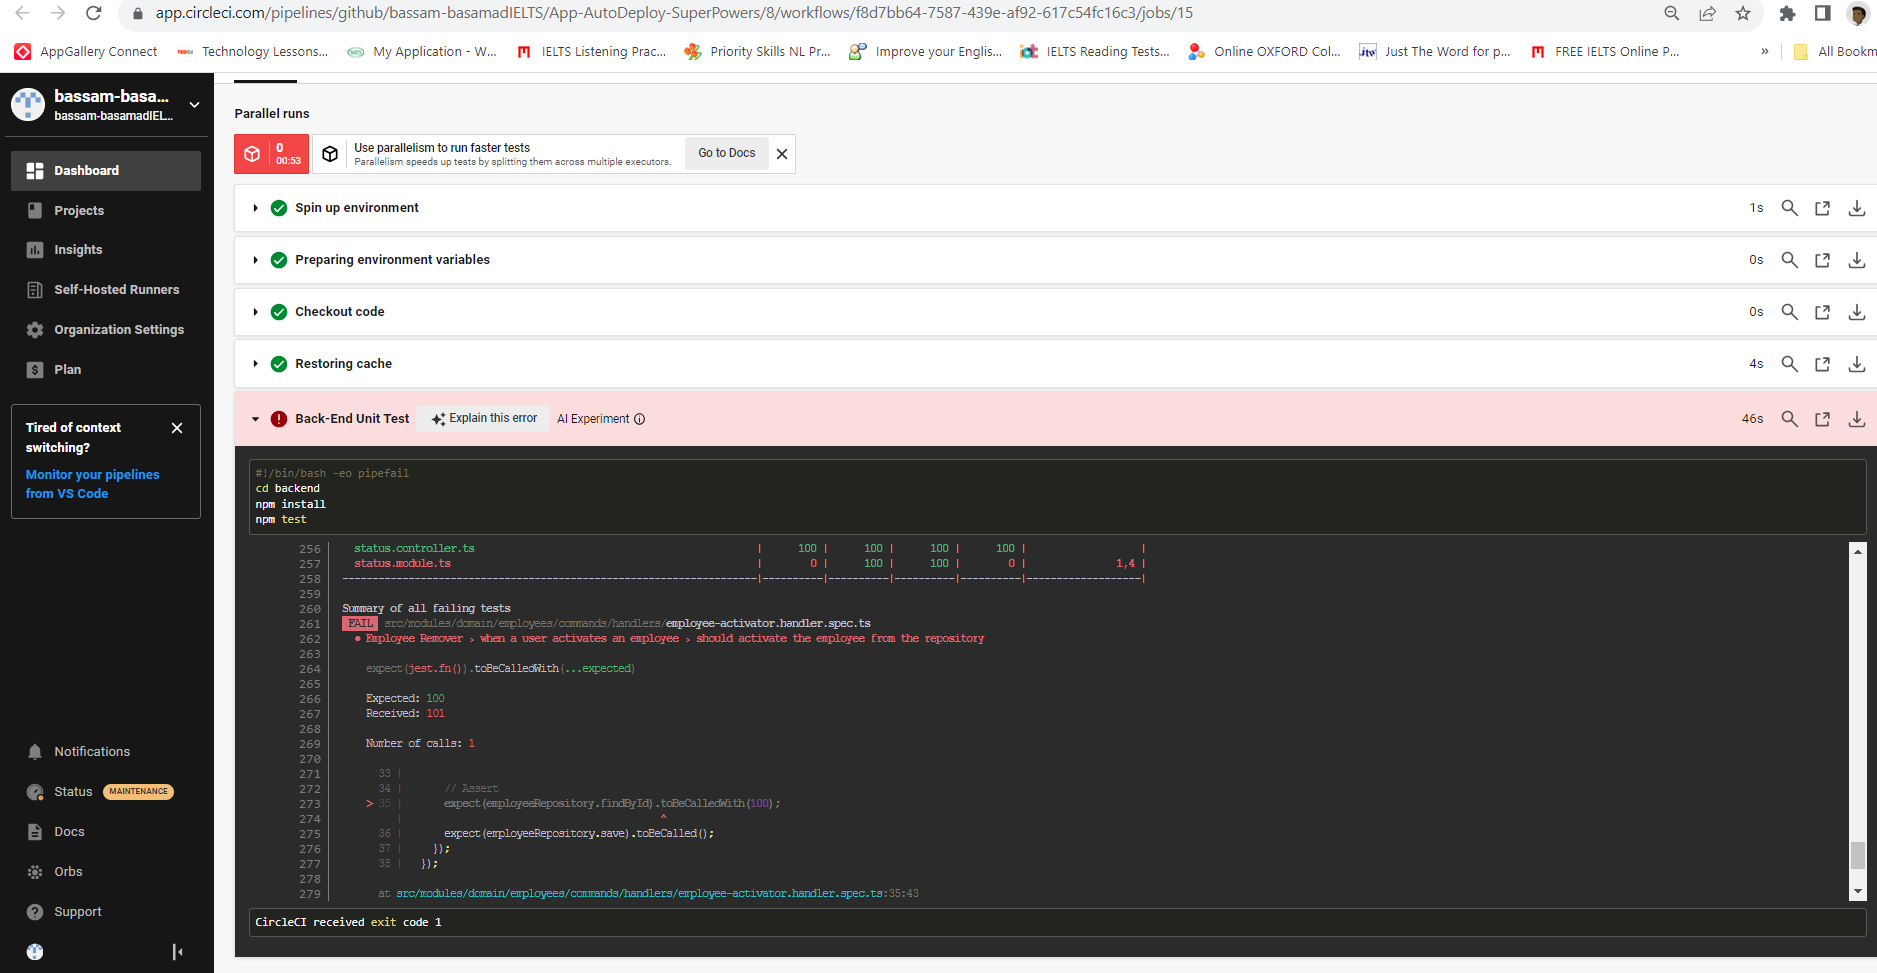 app.circleci.com/pipelines/github/bassam-basamadIELTS/App-AutoDeploy-SuperPowers/8/workflows/f8d7bb64-7587-439e-af92-617c54fc16c3/jobs/15
AppGallery Connect
Technology Lessons...
My Application - W...
IELTS Listening Prac...
Priority Skills NL Pr...
Improve your Englis...
IELTS Reading Tests...
Online OXFORD Col...
Just The Word for p...
FREE IELTS Online P...
»
All Bookm
bassam-basa...
bassam-basamadIEL...
Dashboard
Projects
Insights
Self-Hosted Runners
Organization Settings
Plan
Tired of context
switching?
Monitor your pipelines
from VS Code
Notifications
Status MAINTENANCE
Docs
Orbs
Support
Parallel runs
0
00:53
Use parallelism to run faster tests
Parallelism speeds up tests by splitting them across multiple executors.
Go to Docs
Spin up environment 1s
Preparing environment variables 0s
Checkout code 0s
Restoring cache 4s
Back-End Unit Test Explain this error AI Experiment 46s
#!/bin/bash -eo pipefail
cd backend
npm install
npm test
256 status.controller.ts | 100 | 100 | 100 | 100 | |
257 status.module.ts | 0 | 100 | 100 | 0 | 1,4 |
258 ---------------------------------------------------------------------|----------|----------|----------|----------|-------------------|
259
260 Summary of all failing tests
261 FAIL src/modules/domain/employees/commands/handlers/employee-activator.handler.spec.ts
262 ● Employee Remover › when a user activates an employee › should activate the employee from the repository
263
264 expect(jest.fn()).toBeCalledWith(...expected)
265
266 Expected: 100
267 Received: 101
268
269 Number of calls: 1
270
271 33 |
272 34 | // Assert
273 > 35 | expect(employeeRepository.findById).toBeCalledWith(100);
274 | ^
275 36 | expect(employeeRepository.save).toBeCalled();
276 37 | });
277 38 | });
278
279 at src/modules/domain/employees/commands/handlers/employee-activator.handler.spec.ts:35:43
CircleCI received exit code 1